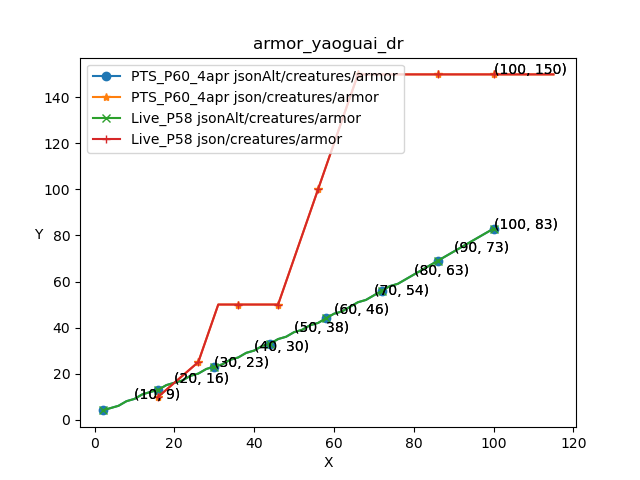 armor_yaoguai_dr
PTS_P60_4apr jsonAlt/creatures/armor
PTS_P60_4apr json/creatures/armor
Live_P58 jsonAlt/creatures/armor
Live_P58 json/creatures/armor
(100, 150)
140
120
100
80
60
40
20
0
Y
(100, 83)
(90, 73)
(80, 63)
(70, 54)
(60, 46)
(50, 38)
(40, 30)
(30, 23)
(20, 16)
(10, 9)
0 20 40 60 80 100 120
X